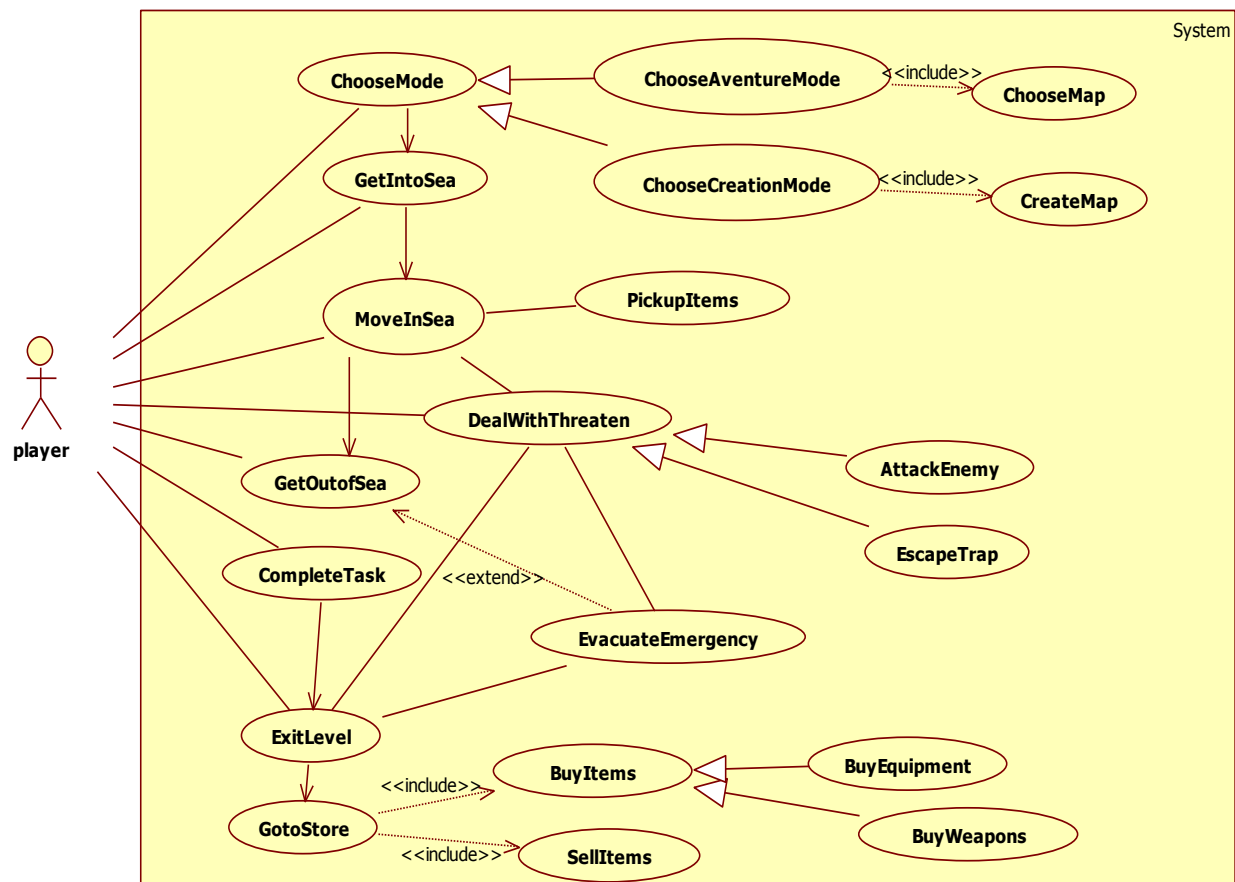 System
ChooseMode
ChooseAventureMode
<<include>>
ChooseMap
GetIntoSea
ChooseCreationMode
<<include>>
CreateMap
MoveInSea
PickupItems
player
DealWithThreaten
AttackEnemy
GetOutofSea
EscapeTrap
CompleteTask
<<extend>>
EvacuateEmergency
ExitLevel
BuyItems
BuyEquipment
<<include>>
GotoStore
BuyWeapons
<<include>>
SellItems